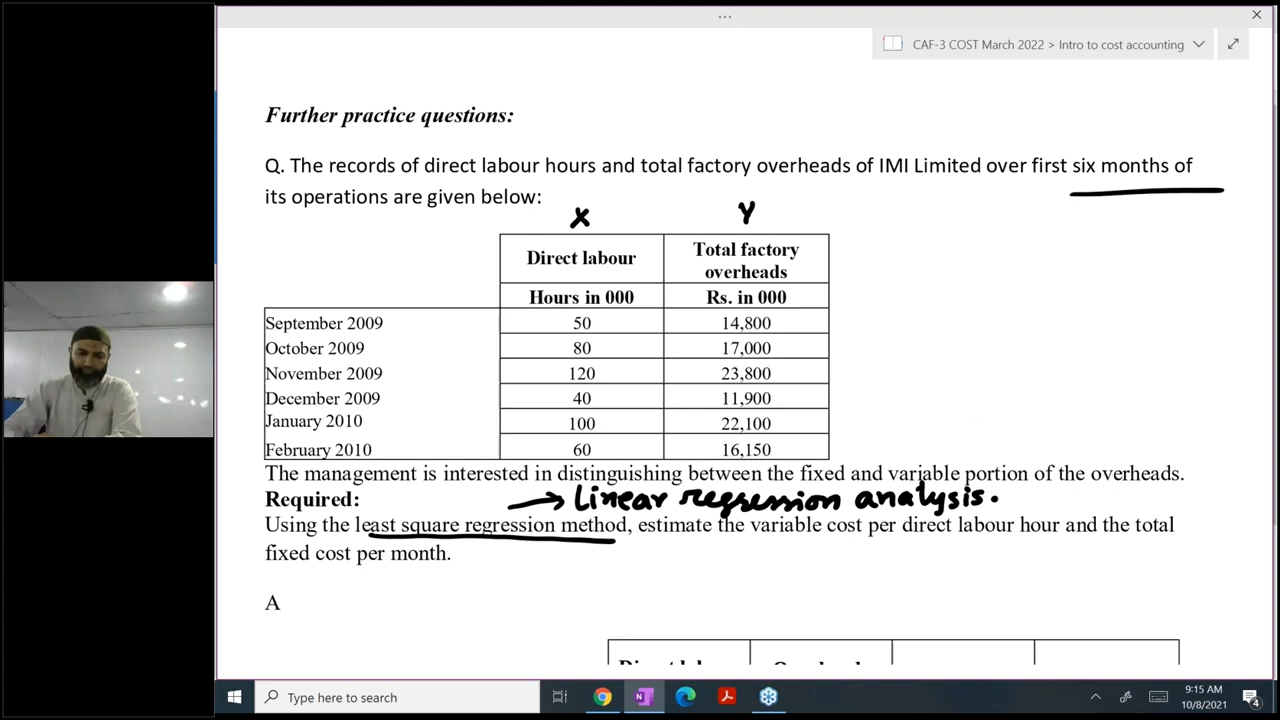 CAF-3 COST March 2022 > Intro to cost accounting
Further practice questions:
Q. The records of direct labour hours and total factory overheads of IMI Limited over first six months of
its operations are given below:
X Y
Direct labour Total factory overheads
Hours in 000 Rs. in 000
September 2009 50 14,800
October 2009 80 17,000
November 2009 120 23,800
December 2009 40 11,900
January 2010 100 22,100
February 2010 60 16,150
The management is interested in distinguishing between the fixed and variable portion of the overheads.
Required: → Linear regression analysis.
Using the least square regression method, estimate the variable cost per direct labour hour and the total
fixed cost per month.
A
Type here to search
9:15 AM
10/8/2021
4